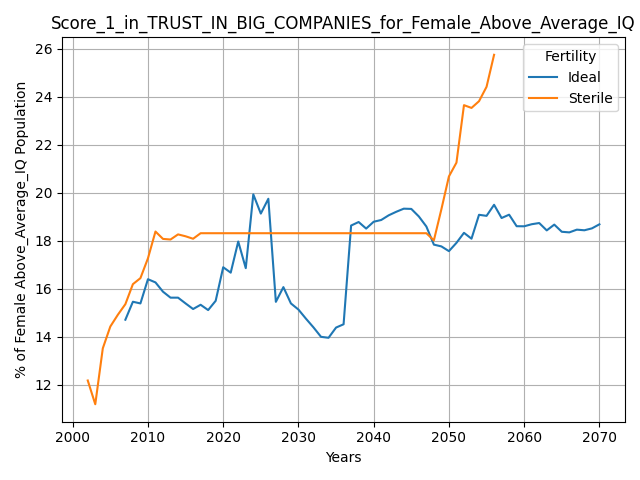 Score_1_in_TRUST_IN_BIG_COMPANIES_for_Female_Above_Average_IQ
% of Female Above_Average_IQ Population
26
24
22
20
18
16
14
12
Fertility
Ideal
Sterile
2000 2010 2020 2030 2040 2050 2060 2070
Years